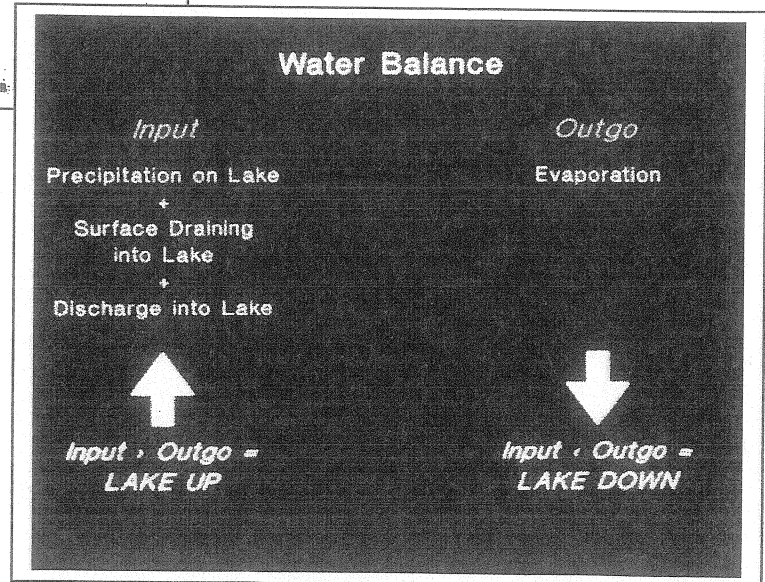 Water Balance
Input
Precipitation on Lake
+
Surface Draining
into Lake
+
Discharge into Lake
Input > Outgo =
LAKE UP
Outgo
Evaporation
Input < Outgo =
LAKE DOWN